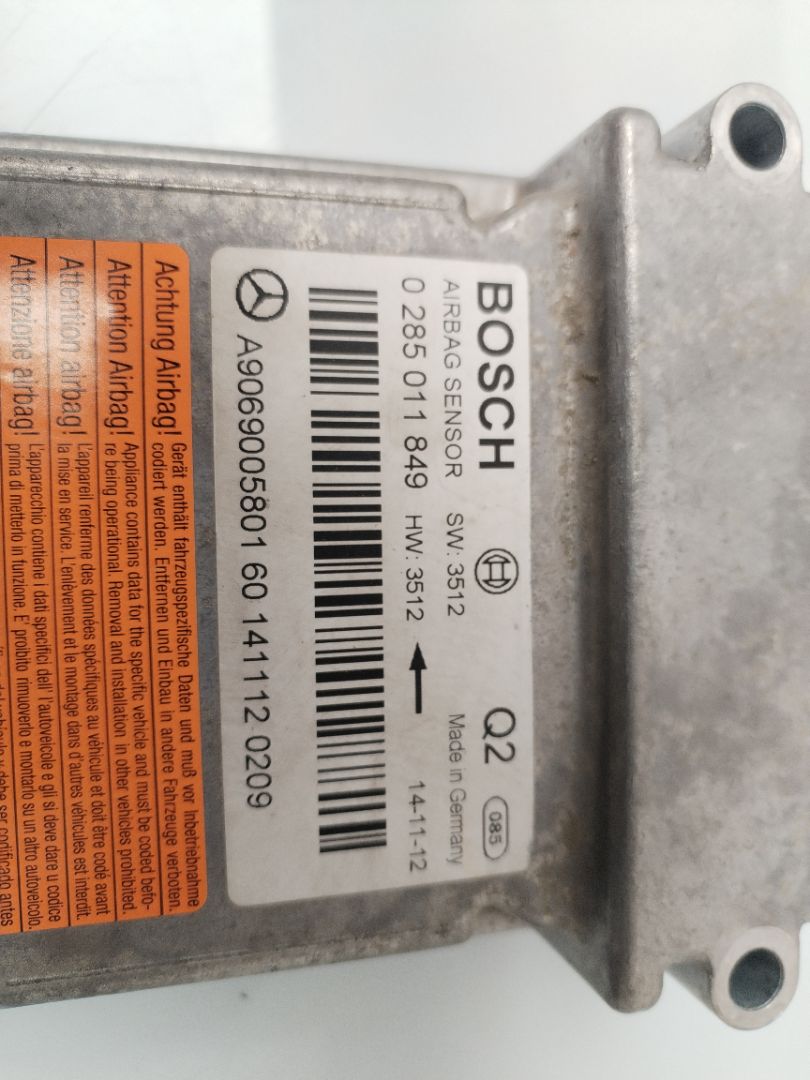 BOSCH Q2 085
AIRBAG SENSOR SW: 3512 Made in Germany
0 285 011 849 HW: 3512 14-11-12
A9069005801 60 141112 0209
Achtung Airbag! Gerät enthält fahrzeugspezifische Daten und muß vor Inbetriebnahme
codiert werden. Entfernen und Einbau in andere Fahrzeuge verboten.
Attention Airbag! Appliance contains data for the specific vehicle and must be coded befo-
re being operational. Removal and installation in other vehicles prohibited.
Attention airbag! L'appareil renferme des données spécifiques au véhicule et doit être codé avant
la mise en service. L'enlèvement et le montage dans d'autres véhicules est interdit.
Attenzione airbag! L'apparecchio contiene i dati specifici dell' l'autoveicole e gli si deve dare u codice
prima di metterlo in funzione. E' proibito rimuoverlo e montarlo su un altro autoveicolo.